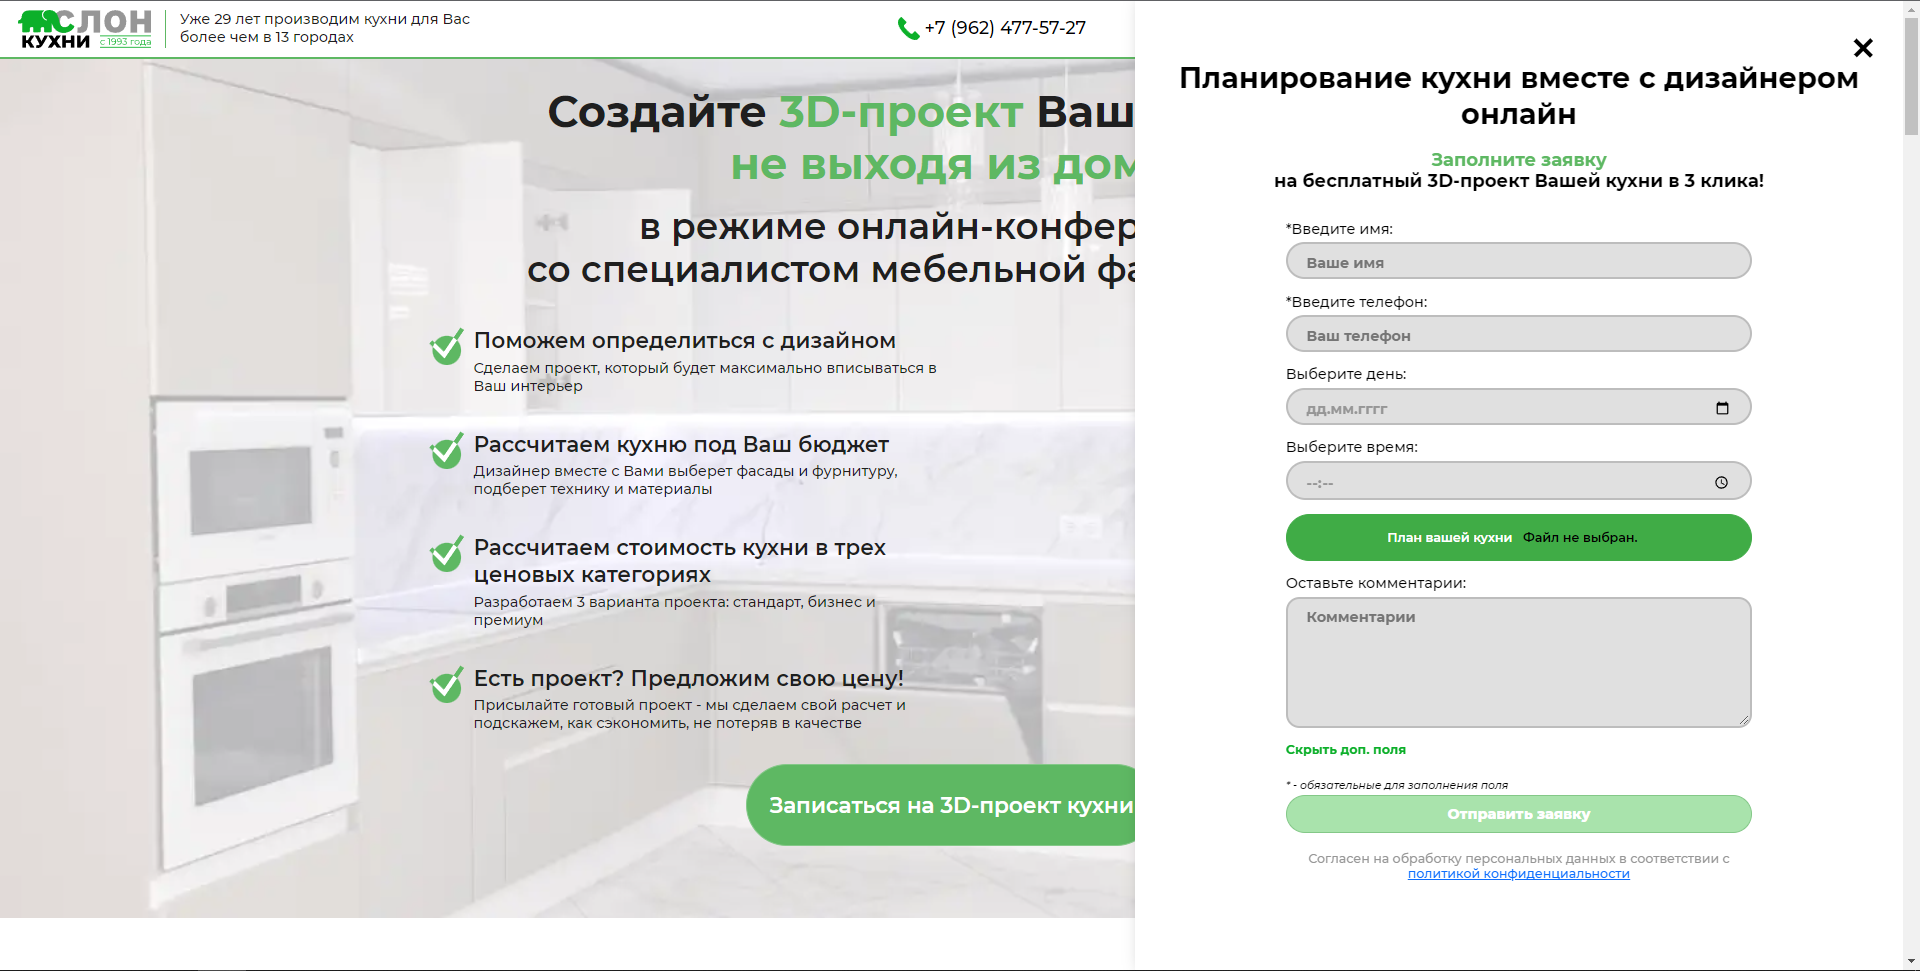 СЛОН
КУХНИ с 1993 года
Уже 29 лет производим кухни для Вас
более чем в 13 городах
+7 (962) 477-57-27
Создайте 3D-проект Ваш
не выходя из дом
в режиме онлайн-конфер
со специалистом мебельной фа
Поможем определиться с дизайном
Сделаем проект, который будет максимально вписываться в
Ваш интерьер
Рассчитаем кухню под Ваш бюджет
Дизайнер вместе с Вами выберет фасады и фурнитуру,
подберет технику и материалы
Рассчитаем стоимость кухни в трех
ценовых категориях
Разработаем 3 варианта проекта: стандарт, бизнес и
премиум
Есть проект? Предложим свою цену!
Присылайте готовый проект - мы сделаем свой расчет и
подскажем, как сэкономить, не потеряв в качестве
Записаться на 3D-проект кухни
Планирование кухни вместе с дизайнером
онлайн
Заполните заявку
на бесплатный 3D-проект Вашей кухни в 3 клика!
*Введите имя:
Ваше имя
*Введите телефон:
Ваш телефон
Выберите день:
дд.мм.гггг
Выберите время:
--:--
План вашей кухни Файл не выбран.
Оставьте комментарии:
Комментарии
Скрыть доп. поля
* - обязательные для заполнения поля
Отправить заявку
Согласен на обработку персональных данных в соответствии с
политикой конфиденциальности